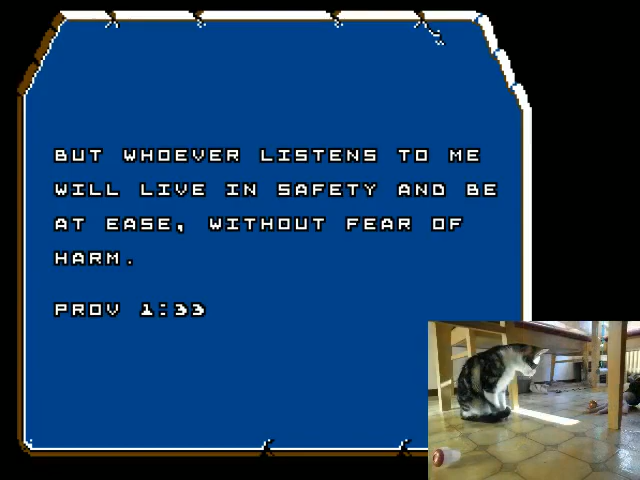 BUT WHOEVER LISTENS TO ME
WILL LIVE IN SAFETY AND BE
AT EASE, WITHOUT FEAR OF
HARM.
PROV 1:33